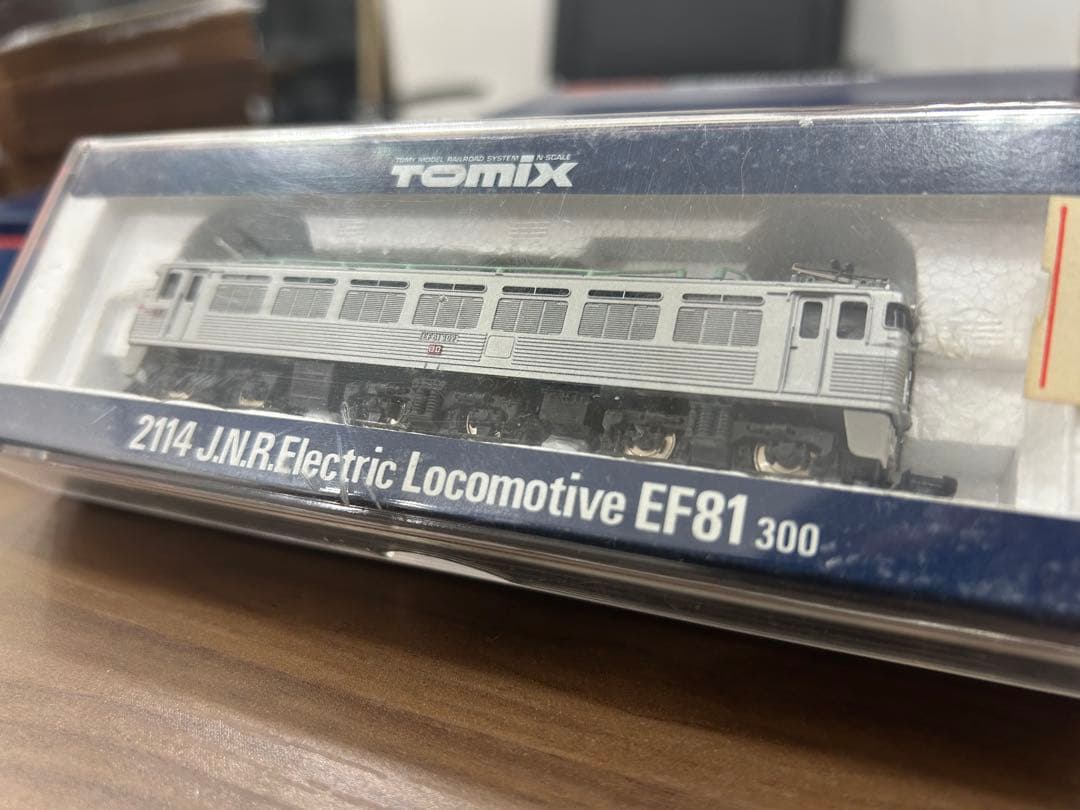 TOMY MODEL RAILROAD SYSTEM N-SCALE
TOMIX
2114 J.N.R.Electric Locomotive EF81 300